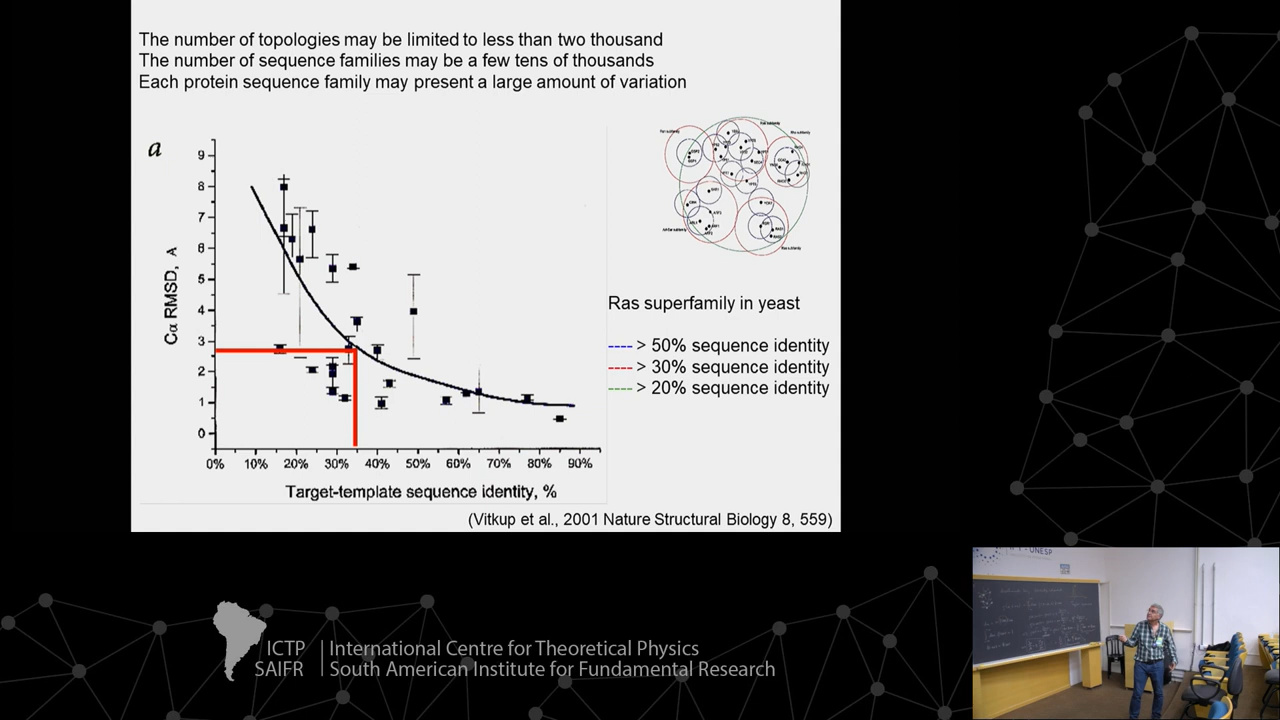 The number of topologies may be limited to less than two thousand
The number of sequence families may be a few tens of thousands
Each protein sequence family may present a large amount of variation
a
9
8
7
6
5
4
3
2
1
0
Cα RMSD, A
0% 10% 20% 30% 40% 50% 60% 70% 80% 90%
Target-template sequence identity, %
Ras superfamily in yeast
> 50% sequence identity
> 30% sequence identity
> 20% sequence identity
(Vitkup et al., 2001 Nature Structural Biology 8, 559)
UNESP
ICTP
SAIFR
International Centre for Theoretical Physics
South American Institute for Fundamental Research